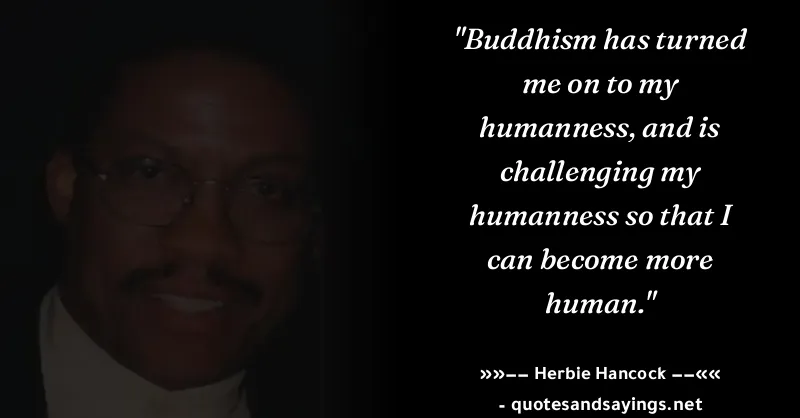 "Buddhism has turned
me on to my
humanness, and is
challenging my
humanness so that I
can become more
human."
»»–– Herbie Hancock ––««
- quotesandsayings.net